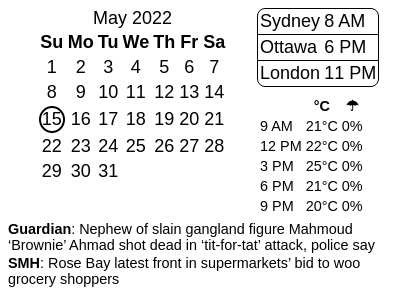 May 2022
Su Mo Tu We Th Fr Sa
1 2 3 4 5 6 7
8 9 10 11 12 13 14
15 16 17 18 19 20 21
22 23 24 25 26 27 28
29 30 31
Sydney 8 AM
Ottawa 6 PM
London 11 PM
°C ☂
9 AM 21°C 0%
12 PM 22°C 0%
3 PM 25°C 0%
6 PM 21°C 0%
9 PM 20°C 0%
Guardian: Nephew of slain gangland figure Mahmoud
‘Brownie’ Ahmad shot dead in ‘tit-for-tat’ attack, police say
SMH: Rose Bay latest front in supermarkets’ bid to woo
grocery shoppers